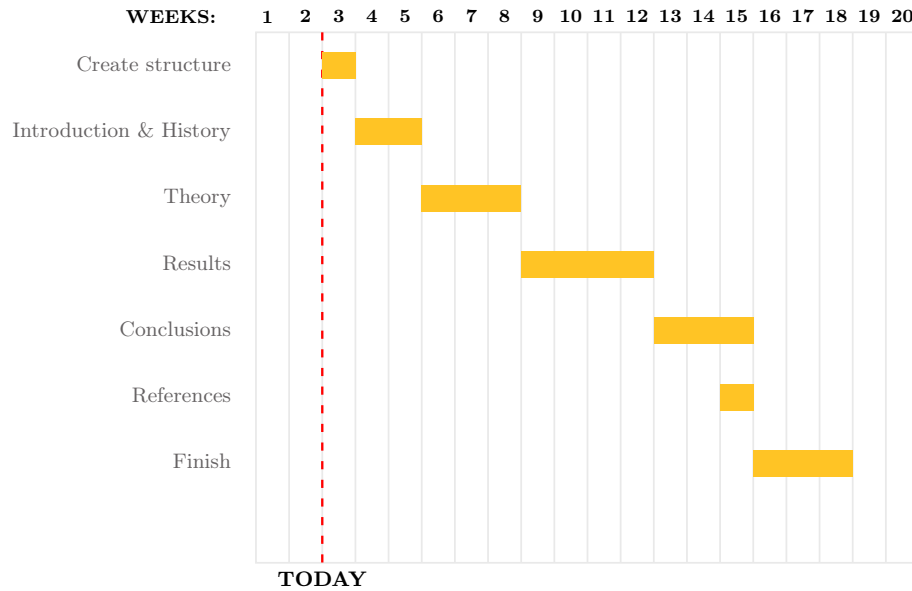 WEEKS: 1 2 3 4 5 6 7 8 9 10 11 12 13 14 15 16 17 18 19 20
Create structure
Introduction & History
Theory
Results
Conclusions
References
Finish
TODAY